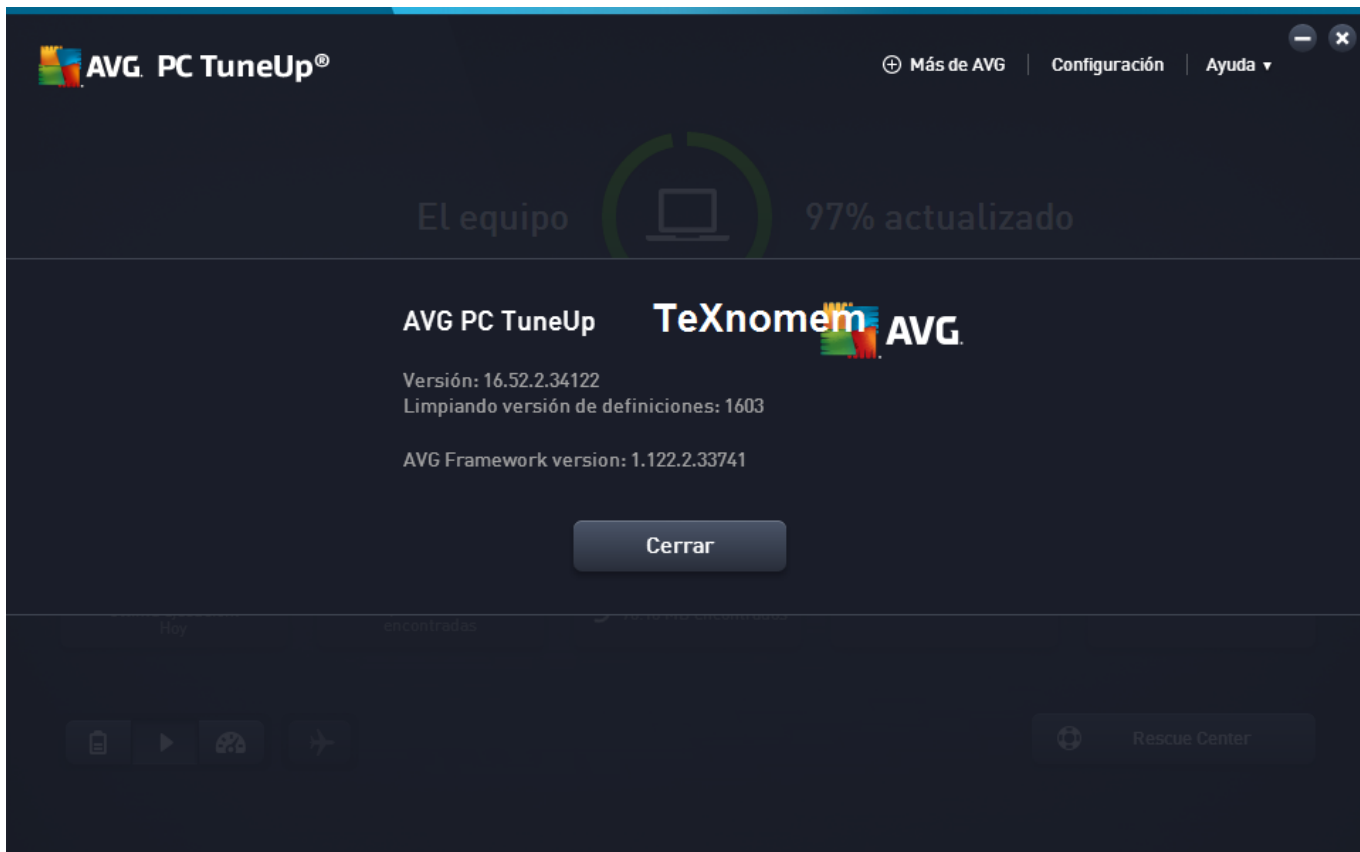 AVG. PC TuneUp®
Más de AVG
Configuración
Ayuda
El equipo
97% actualizado
AVG PC TuneUp
TeXnomem
AVG.
Versión: 16.52.2.34122
Limpiando versión de definiciones: 1603
AVG Framework version: 1.122.2.33741
Cerrar
Hoy
encontradas
Rescue Center